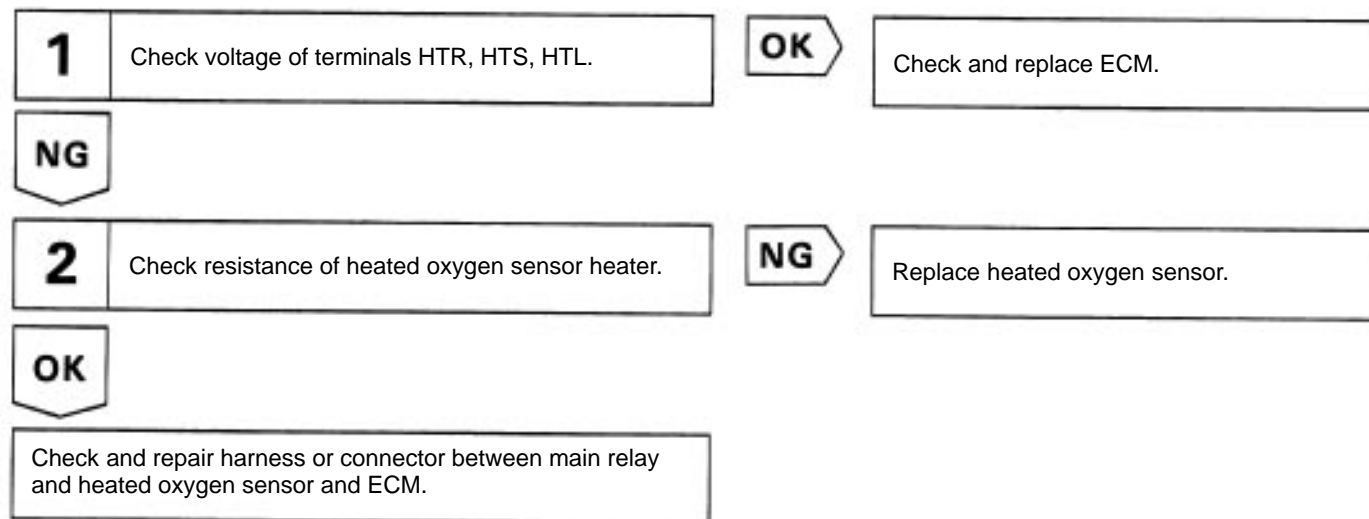 1
Check voltage of terminals HTR, HTS, HTL.
OK
Check and replace ECM.
NG
2
Check resistance of heated oxygen sensor heater.
NG
Replace heated oxygen sensor.
OK
Check and repair harness or connector between main relay
and heated oxygen sensor and ECM.